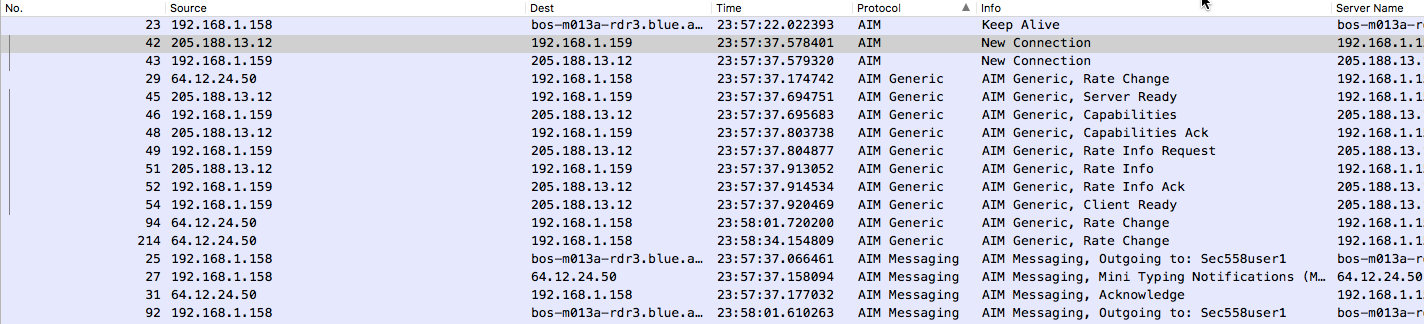 No. Source Dest Time Protocol Info Server Name
23 192.168.1.158 bos-m013a-rdr3.blue.a… 23:57:22.022393 AIM Keep Alive bos-m013a-r
42 205.188.13.12 192.168.1.159 23:57:37.578401 AIM New Connection 192.168.1.1
43 192.168.1.159 205.188.13.12 23:57:37.579320 AIM New Connection 205.188.13.
29 64.12.24.50 192.168.1.158 23:57:37.174742 AIM Generic AIM Generic, Rate Change 192.168.1.1
45 205.188.13.12 192.168.1.159 23:57:37.694751 AIM Generic AIM Generic, Server Ready 192.168.1.1
46 192.168.1.159 205.188.13.12 23:57:37.695683 AIM Generic AIM Generic, Capabilities 205.188.13.
48 205.188.13.12 192.168.1.159 23:57:37.803738 AIM Generic AIM Generic, Capabilities Ack 192.168.1.1
49 192.168.1.159 205.188.13.12 23:57:37.804877 AIM Generic AIM Generic, Rate Info Request 205.188.13.
51 205.188.13.12 192.168.1.159 23:57:37.913052 AIM Generic AIM Generic, Rate Info 192.168.1.1
52 192.168.1.159 205.188.13.12 23:57:37.914534 AIM Generic AIM Generic, Rate Info Ack 205.188.13.
54 192.168.1.159 205.188.13.12 23:57:37.920469 AIM Generic AIM Generic, Client Ready 205.188.13.
94 64.12.24.50 192.168.1.158 23:58:01.720200 AIM Generic AIM Generic, Rate Change 192.168.1.1
214 64.12.24.50 192.168.1.158 23:58:34.154809 AIM Generic AIM Generic, Rate Change 192.168.1.1
25 192.168.1.158 bos-m013a-rdr3.blue.a… 23:57:37.066461 AIM Messaging AIM Messaging, Outgoing to: Sec558user1 bos-m013a-r
27 192.168.1.158 64.12.24.50 23:57:37.158094 AIM Messaging AIM Messaging, Mini Typing Notifications (M… 64.12.24.50
31 64.12.24.50 192.168.1.158 23:57:37.177032 AIM Messaging AIM Messaging, Acknowledge 192.168.1.1
92 192.168.1.158 bos-m013a-rdr3.blue.a… 23:58:01.610263 AIM Messaging AIM Messaging, Outgoing to: Sec558user1 bos-m013a-r